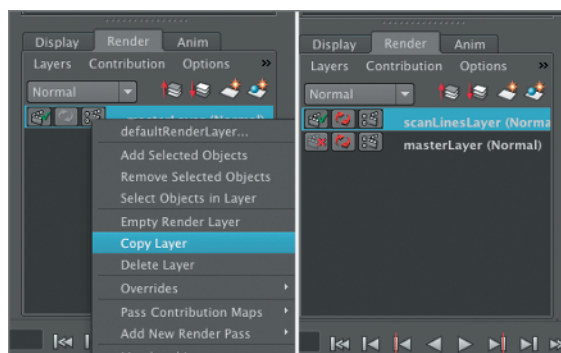 Display Render Anim
Layers Contribution Options »
Normal
masterLayer (Normal)
defaultRenderLayer...
Add Selected Objects
Remove Selected Objects
Select Objects in Layer
Empty Render Layer
Copy Layer
Delete Layer
Overrides
Pass Contribution Maps
Add New Render Pass
Display Render Anim
Layers Contribution Options »
Normal
scanLinesLayer (Norma
masterLayer (Normal)